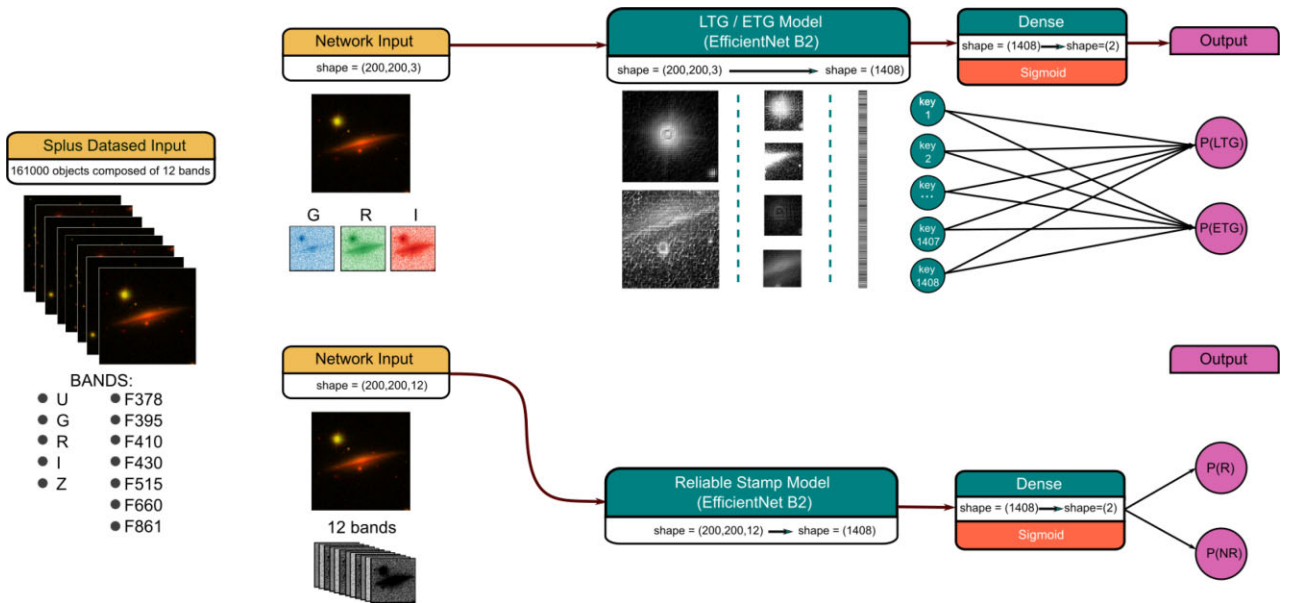 Splus Datased Input
161000 objects composed of 12 bands
BANDS:
U
G
R
I
Z
F378
F395
F410
F430
F515
F660
F861
Network Input
shape = (200,200,3)
G R I
LTG / ETG Model
(EfficientNet B2)
shape = (200,200,3) shape = (1408)
Dense
shape = (1408) shape=(2)
Sigmoid
Output
key
1
key
2
key
...
key
1407
key
1408
P(LTG)
P(ETG)
Network Input
shape = (200,200,12)
12 bands
Reliable Stamp Model
(EfficientNet B2)
shape = (200,200,12) shape = (1408)
Dense
shape = (1408) shape=(2)
Sigmoid
Output
P(R)
P(NR)